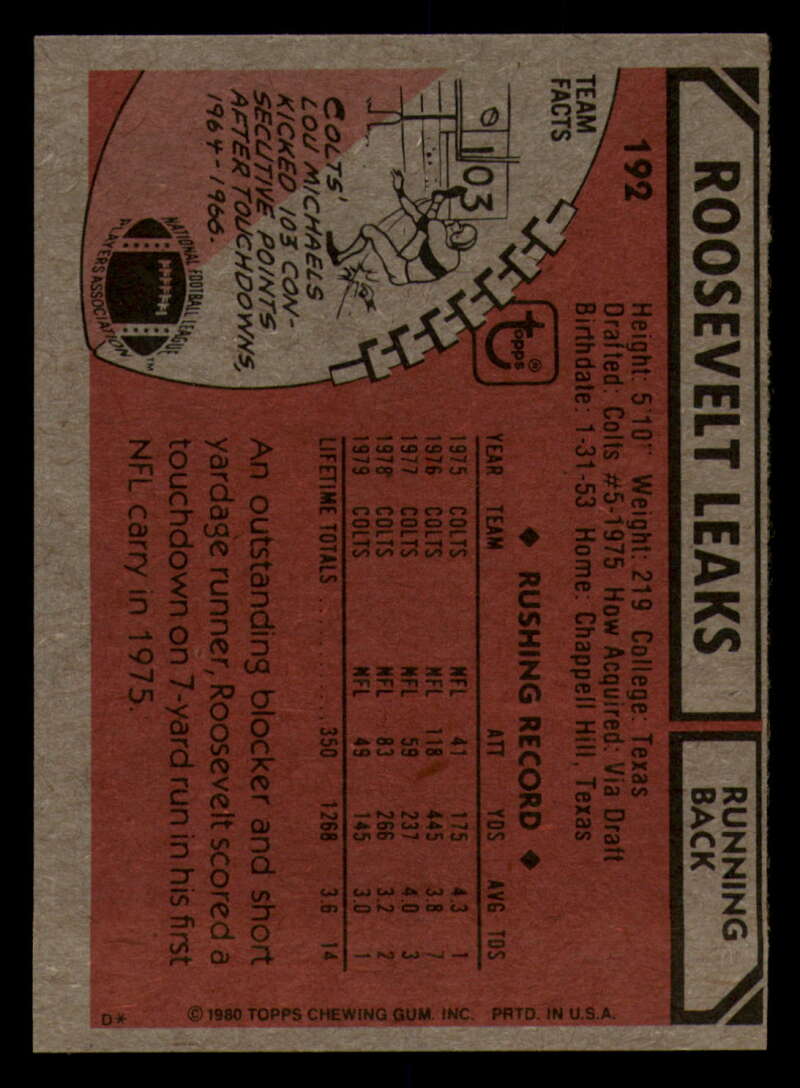 ROOSEVELT LEAKS
RUNNING
BACK
192
Height: 5'10" Weight: 219 College: Texas
Drafted: Colts #5-1975 How Acquired: Via Draft
Birthdate: 1-31-53 Home: Chappell Hill, Texas
TEAM
FACTS
103
COLTS'
LOU MICHAELS
KICKED 103 CON-
SECUTIVE POINTS
AFTER TOUCHDOWNS,
1964-1966.
topps®
NATIONAL FOOTBALL LEAGUE
PLAYERS ASSOCIATION
TM
◆ RUSHING RECORD ◆
YEAR TEAM ATT YDS AVG TDS
1975 COLTS NFL 41 175 4.3 1
1976 COLTS NFL 118 445 3.8 7
1977 COLTS NFL 59 237 4.0 3
1978 COLTS NFL 83 266 3.2 2
1979 COLTS NFL 49 145 3.0 1
LIFETIME TOTALS .......... 350 1268 3.6 14
An outstanding blocker and short
yardage runner, Roosevelt scored a
touchdown on 7-yard run in his first
NFL carry in 1975.
© 1980 TOPPS CHEWING GUM. INC. PRTD. IN U.S.A.
D*